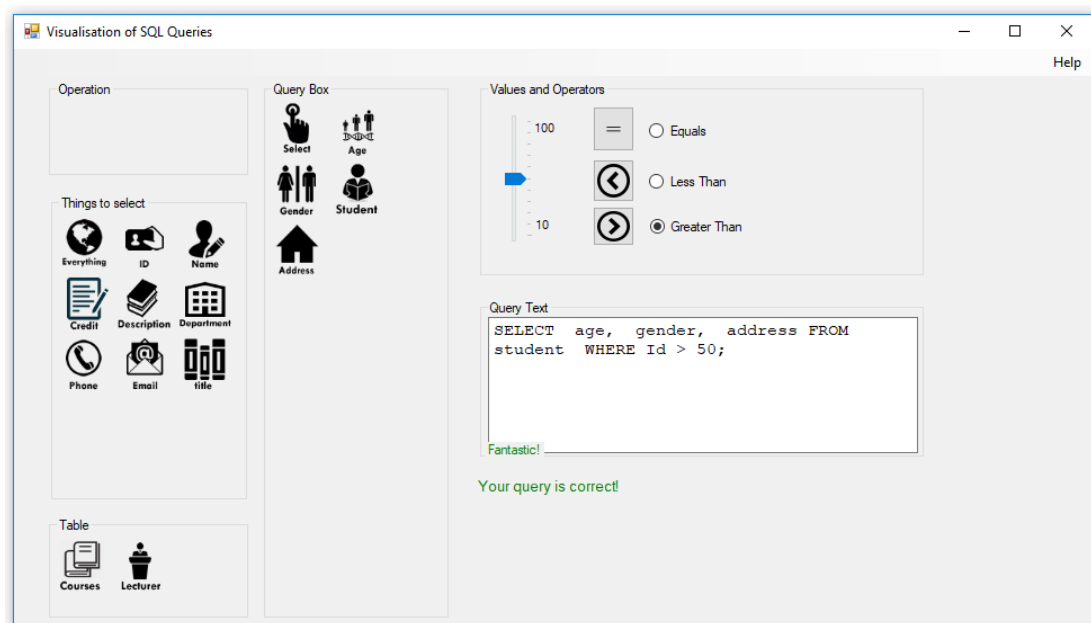 Visualisation of SQL Queries
Help
Operation
Things to select
Everything ID Name
Credit Description Department
Phone Email title
Table
Courses Lecturer
Query Box
Select Age
Gender Student
Address
Values and Operators
100 = Equals
Less Than
10 Greater Than
Query Text
SELECT age, gender, address FROM
student WHERE Id > 50;
Fantastic!
Your query is correct!